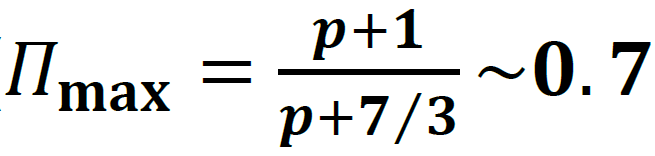 Π_max = (p+1)/(p+7/3) ~0.7